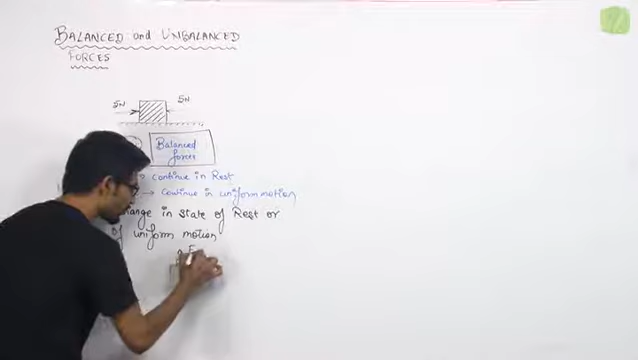 BALANCED and UNBALANCED
FORCES
5N 5N
Balanced
forces
→ continue in Rest
→ continue in uniform motion
in state of Rest or
of uniform motion